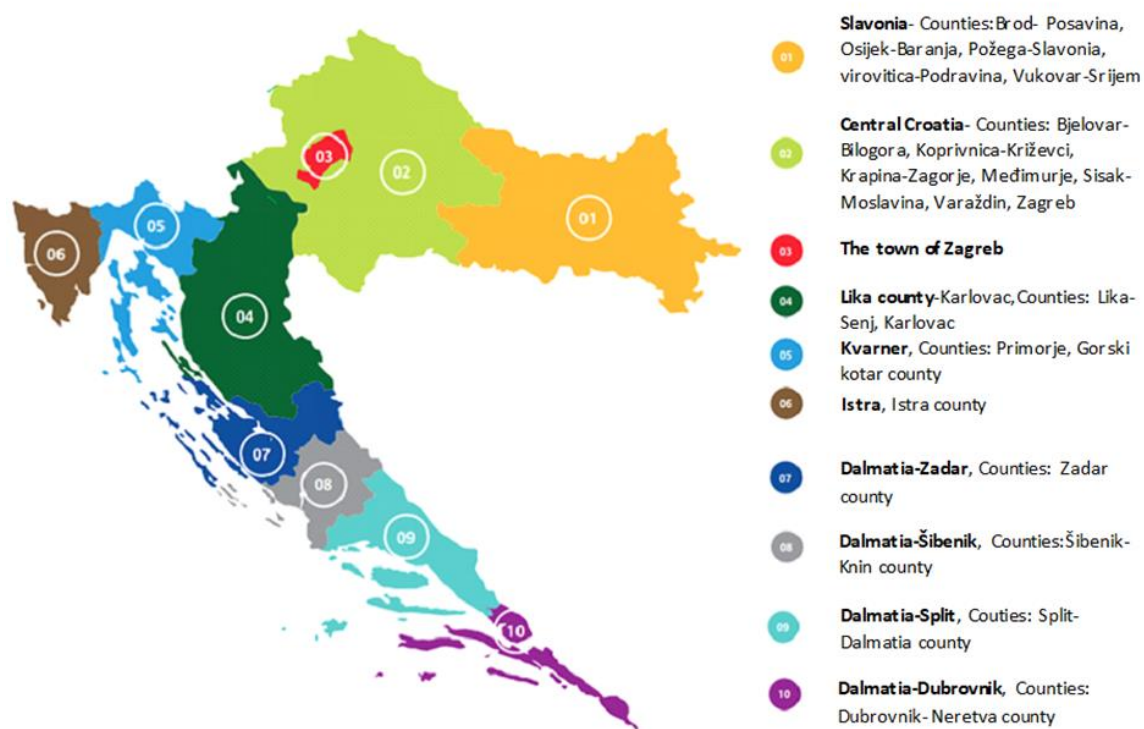 03
02
01
05
06
04
07
08
09
10
01
Slavonia- Counties:Brod- Posavina,
Osijek-Baranja, Požega-Slavonia,
virovitica-Podravina, Vukovar-Srijem
02
Central Croatia- Counties: Bjelovar-
Bilogora, Koprivnica-Križevci,
Krapina-Zagorje, Međimurje, Sisak-
Moslavina, Varaždin, Zagreb
03
The town of Zagreb
04
Lika county-Karlovac,Counties: Lika-
Senj, Karlovac
05
Kvarner, Counties: Primorje, Gorski
kotar county
06
Istra, Istra county
07
Dalmatia-Zadar, Counties: Zadar
county
08
Dalmatia-Šibenik, Counties:Šibenik-
Knin county
09
Dalmatia-Split, Couties: Split-
Dalmatia county
10
Dalmatia-Dubrovnik, Counties:
Dubrovnik- Neretva county